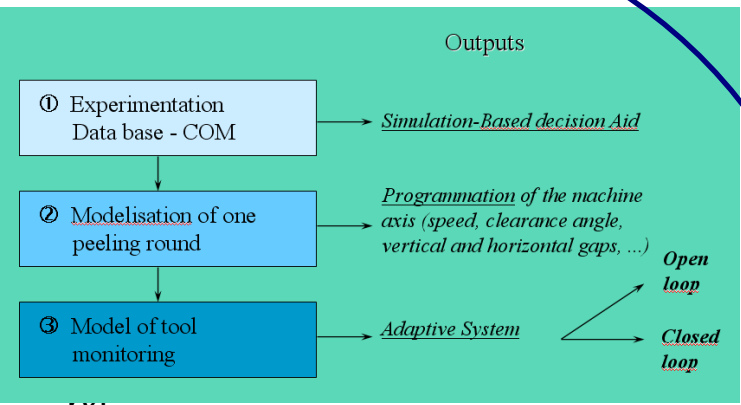 Outputs
① Experimentation
Data base - COM
Simulation-Based decision Aid
② Modelisation of one
peeling round
Programmation of the machine
axis (speed, clearance angle,
vertical and horizontal gaps, ...)
③ Model of tool
monitoring
Adaptive System
Open
loop
Closed
loop